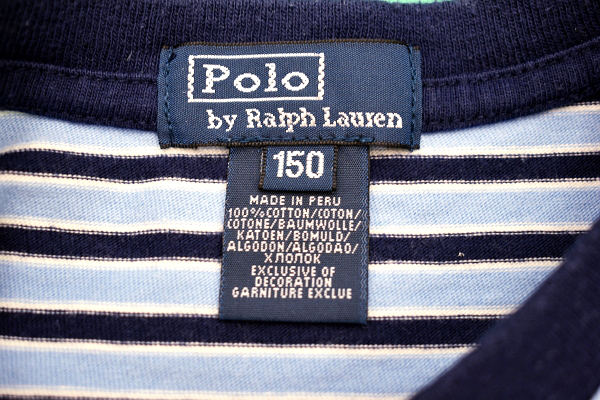 Polo
by Ralph Lauren
150
MADE IN PERU
100% COTTON/COTON/
COTONE/BAUMWOLLE/
KATOEN/BOMULD/
ALGODON/ALGODAO/
ХЛОПОК
EXCLUSIVE OF
DECORATION
GARNITURE EXCLUE